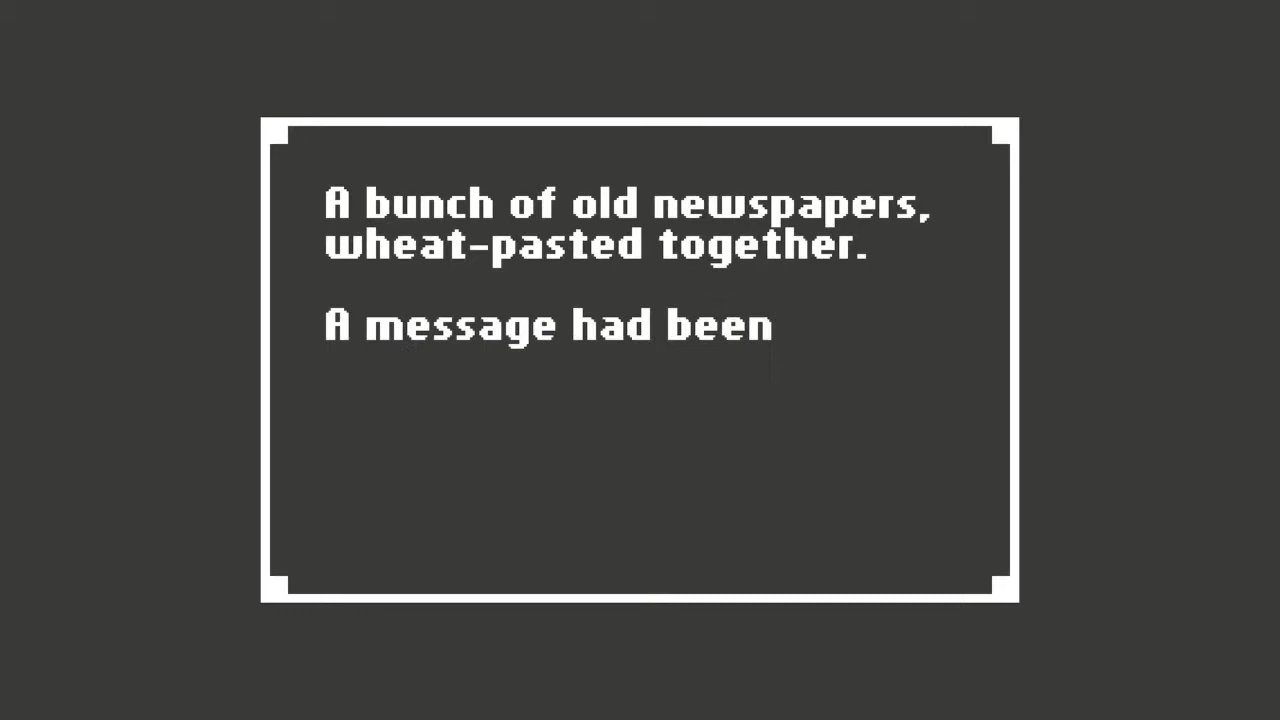 A bunch of old newspapers,
wheat-pasted together.
A message had been